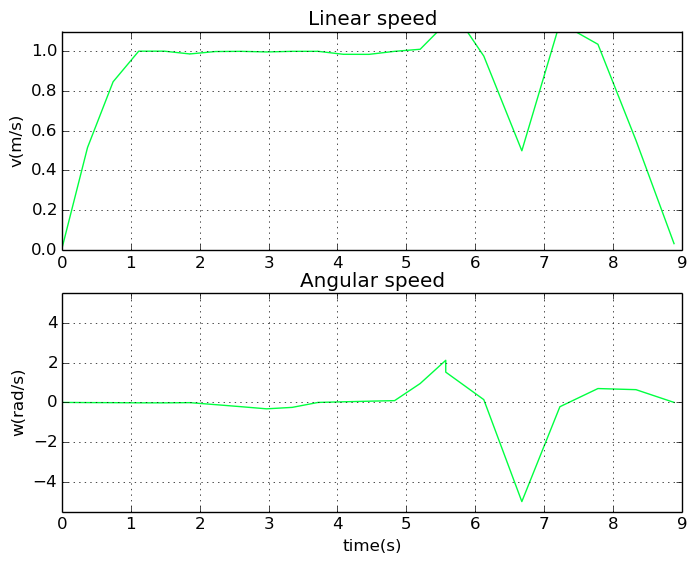 Linear speed
v(m/s)
1.0
0.8
0.6
0.4
0.2
0.0
0 1 2 3 4 5 6 7 8 9
Angular speed
w(rad/s)
4
2
0
−2
−4
0 1 2 3 4 5 6 7 8 9
time(s)